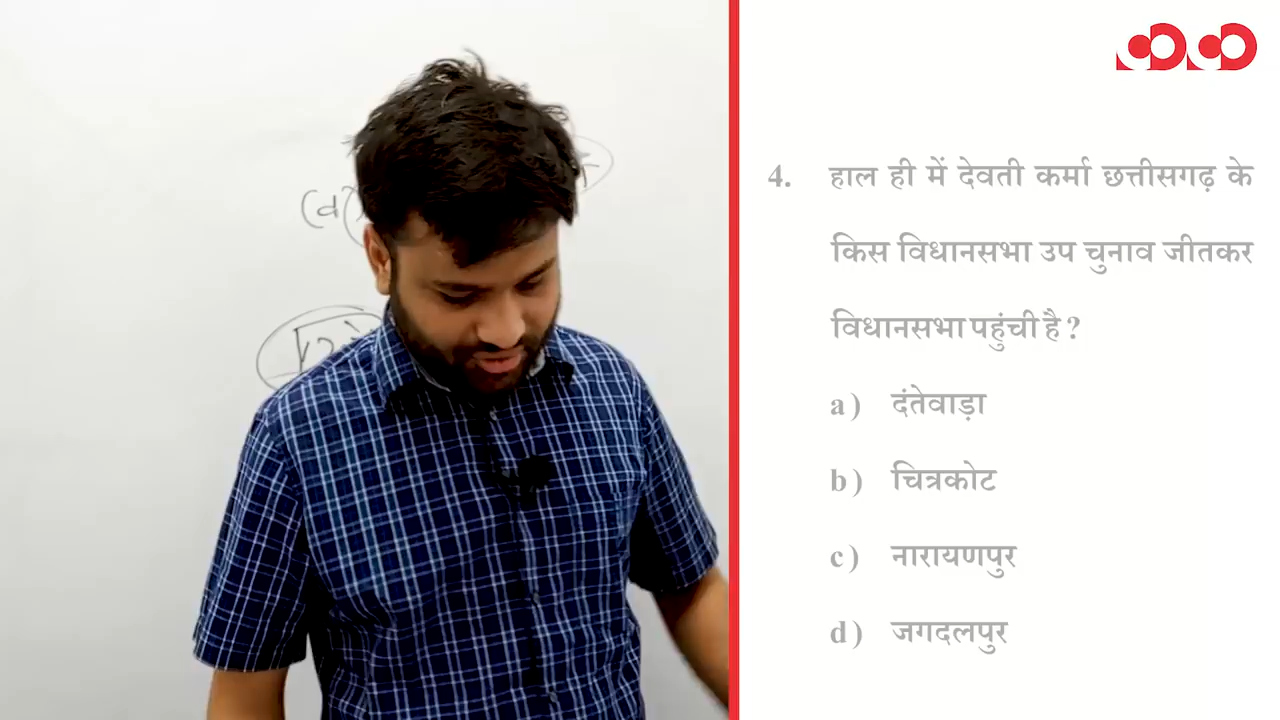 4. हाल ही में देवती कर्मा छत्तीसगढ़ के
किस विधानसभा उप चुनाव जीतकर
विधानसभा पहुंची है ?
a) दंतेवाड़ा
b) चित्रकोट
c) नारायणपुर
d) जगदलपुर